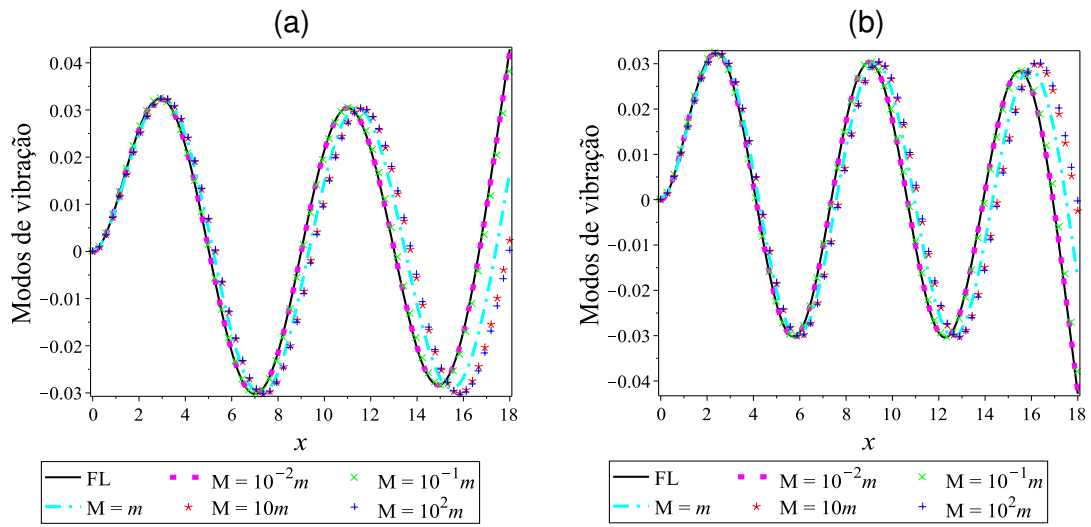 (a)
0.04
0.03
0.02
0.01
0
−0.01
−0.02
−0.03
Modos de vibração
0 2 4 6 8 10 12 14 16 18
x
FL M = 10⁻²m M = 10⁻¹m
M = m M = 10m M = 10²m
(b)
0.03
0.02
0.01
0
−0.01
−0.02
−0.03
−0.04
Modos de vibração
0 2 4 6 8 10 12 14 16 18
x
FL M = 10⁻²m M = 10⁻¹m
M = m M = 10m M = 10²m